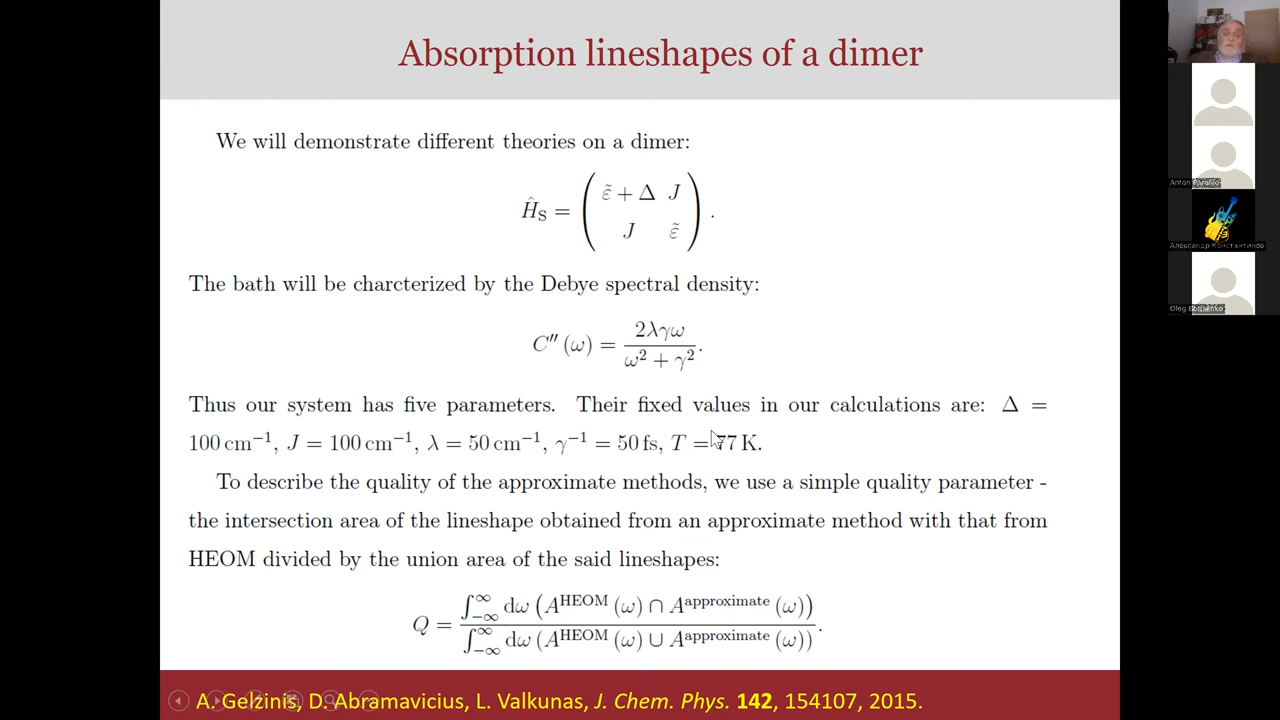 Absorption lineshapes of a dimer
We will demonstrate different theories on a dimer:
Ĥ_S = ( ε̃ + Δ  J
J  ε̃ ) .
The bath will be charcterized by the Debye spectral density:
C″ (ω) = 2λγω / (ω² + γ²) .
Thus our system has five parameters. Their fixed values in our calculations are: Δ =
100 cm⁻¹, J = 100 cm⁻¹, λ = 50 cm⁻¹, γ⁻¹ = 50 fs, T = 77 K.
To describe the quality of the approximate methods, we use a simple quality parameter -
the intersection area of the lineshape obtained from an approximate method with that from
HEOM divided by the union area of the said lineshapes:
Q = ∫_{-∞}^{∞} dω (A^HEOM (ω) ∩ A^approximate (ω)) / ∫_{-∞}^{∞} dω (A^HEOM (ω) ∪ A^approximate (ω)) .
A. Gelzinis, D. Abramavicius, L. Valkunas, J. Chem. Phys. 142, 154107, 2015.
Anton
Александр Константинов
Oleg